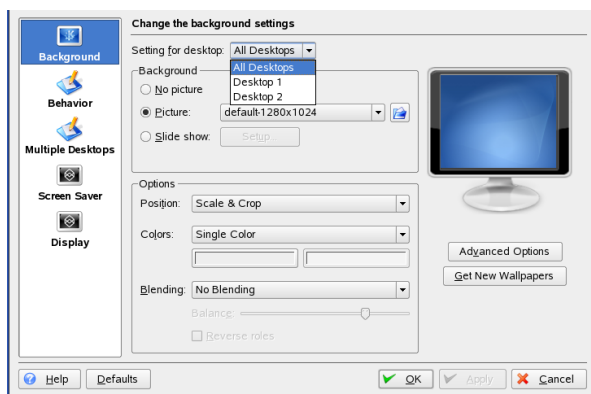 Background
Behavior
Multiple Desktops
Screen Saver
Display
Change the background settings
Setting for desktop: All Desktops
All Desktops
Desktop 1
Desktop 2
Background
No picture
Picture: default-1280x1024
Slide show: Setup...
Options
Position: Scale & Crop
Colors: Single Color
Blending: No Blending
Balance:
Reverse roles
Advanced Options
Get New Wallpapers
Help Defaults OK Apply Cancel